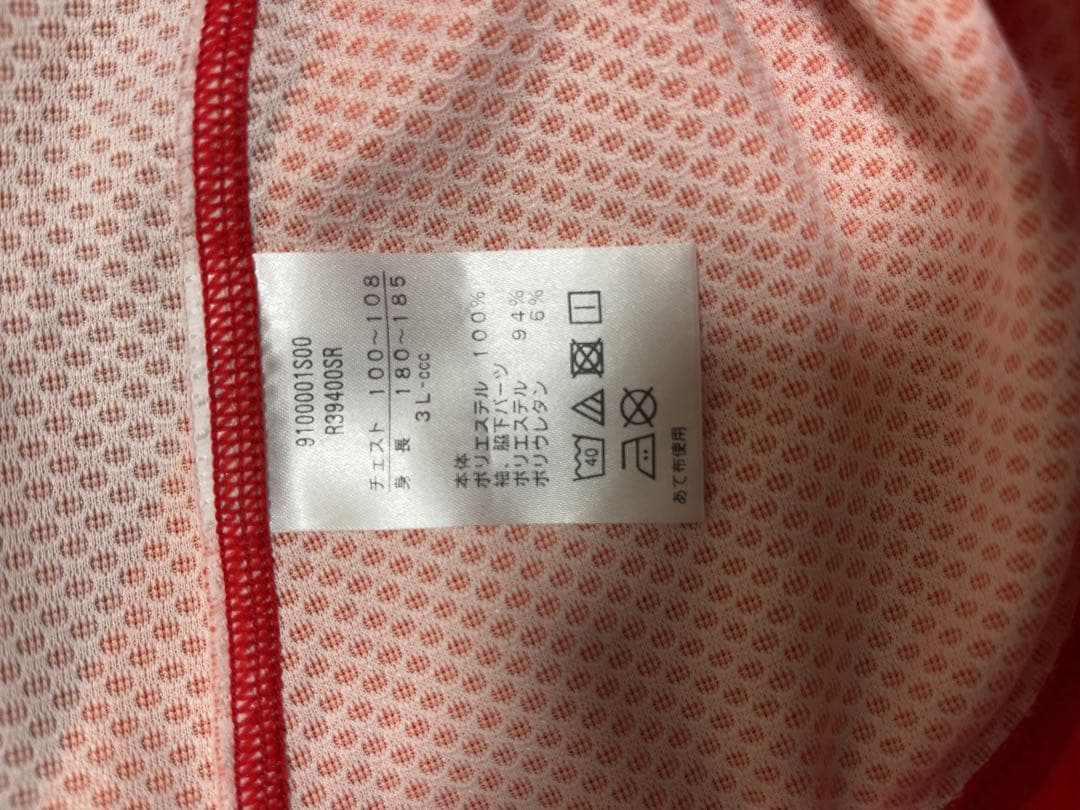 9100001S00
R39400SR
チェスト 100～108
身 長 180～185
3L-ccc
本体
ポリエステル 100%
袖、脇下パーツ
ポリエステル 94%
ポリウレタン 6%
40
あて布使用